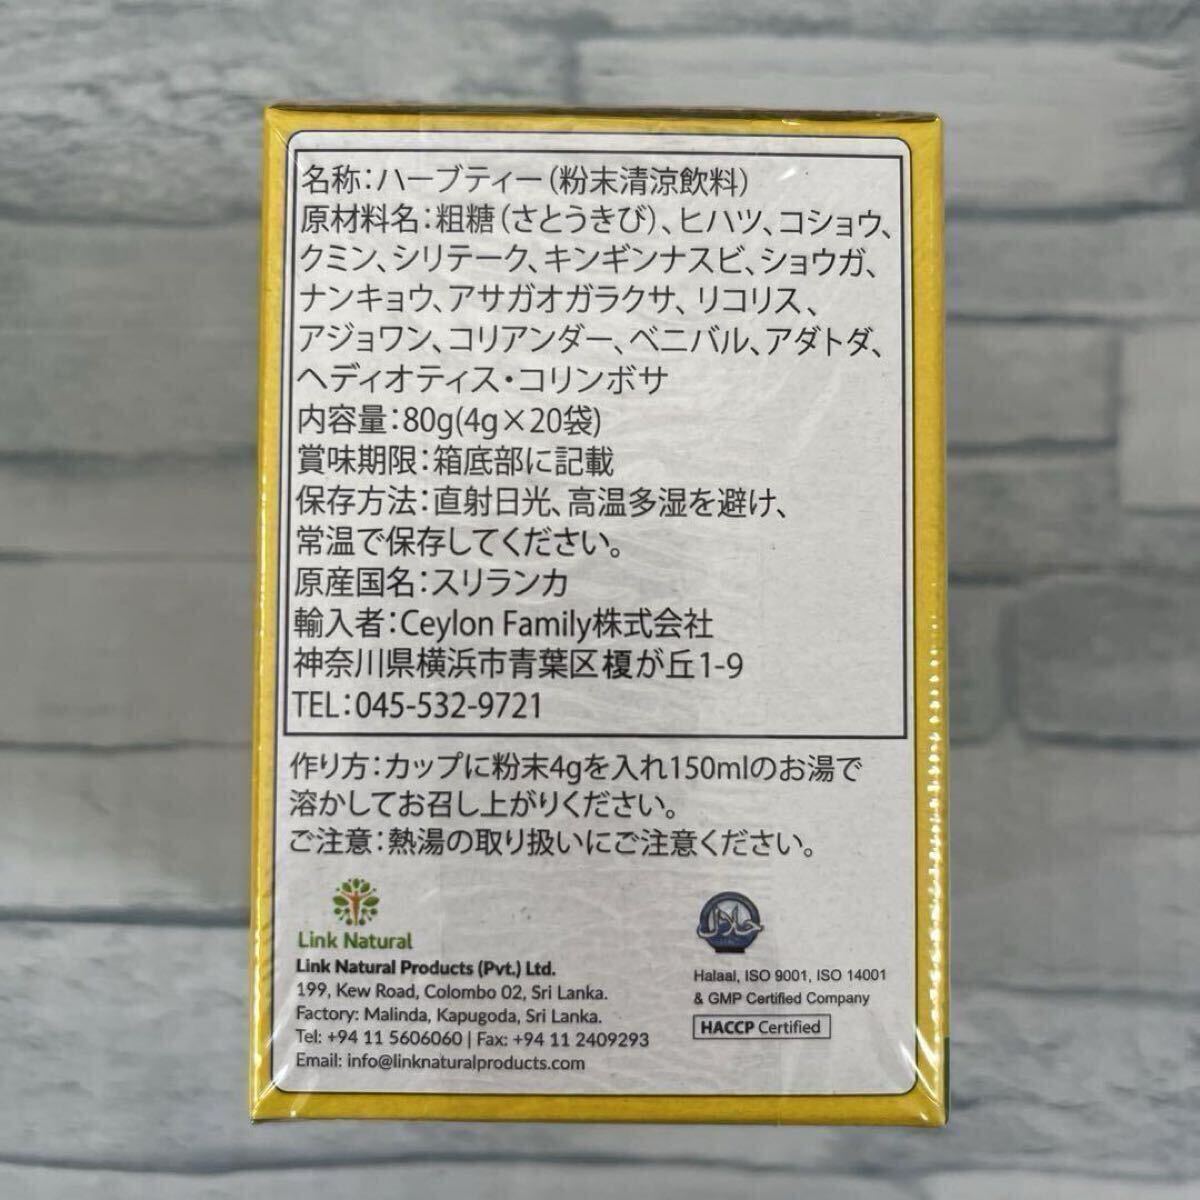 名称：ハーブティー（粉末清涼飲料）
原材料名：粗糖（さとうきび）、ヒハツ、コショウ、
クミン、シリテーク、キンギンナスビ、ショウガ、
ナンキョウ、アサガオガラクサ、リコリス、
アジョワン、コリアンダー、ベニバル、アダトダ、
ヘディオティス・コリンボサ
内容量：80g(4g×20袋)
賞味期限：箱底部に記載
保存方法：直射日光、高温多湿を避け、
常温で保存してください。
原産国名：スリランカ
輸入者：Ceylon Family株式会社
神奈川県横浜市青葉区榎が丘1-9
TEL：045-532-9721
作り方：カップに粉末4gを入れ150mlのお湯で
溶かしてお召し上がりください。
ご注意：熱湯の取り扱いにご注意ください。
Link Natural
Link Natural Products (Pvt.) Ltd.
199, Kew Road, Colombo 02, Sri Lanka.
Factory: Malinda, Kapugoda, Sri Lanka.
Tel: +94 11 5606060 | Fax: +94 11 2409293
Email: info@linknaturalproducts.com
حلال
Halaal, ISO 9001, ISO 14001
& GMP Certified Company
HACCP Certified